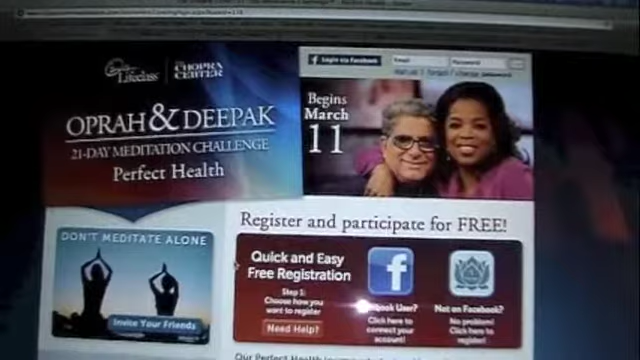 Lifeclass
THE CHOPRA CENTER
Login via Facebook
Email
Password
OPRAH & DEEPAK
21-DAY MEDITATION CHALLENGE
Perfect Health
Begins
March
11
Register and participate for FREE!
DON'T MEDITATE ALONE
Invite Your Friends
Quick and Easy
Free Registration
Step 1:
Choose how you
want to register
Need Help?
User?
Click here to
connect your
account!
Not on Facebook?
No problem!
Click here to
register!